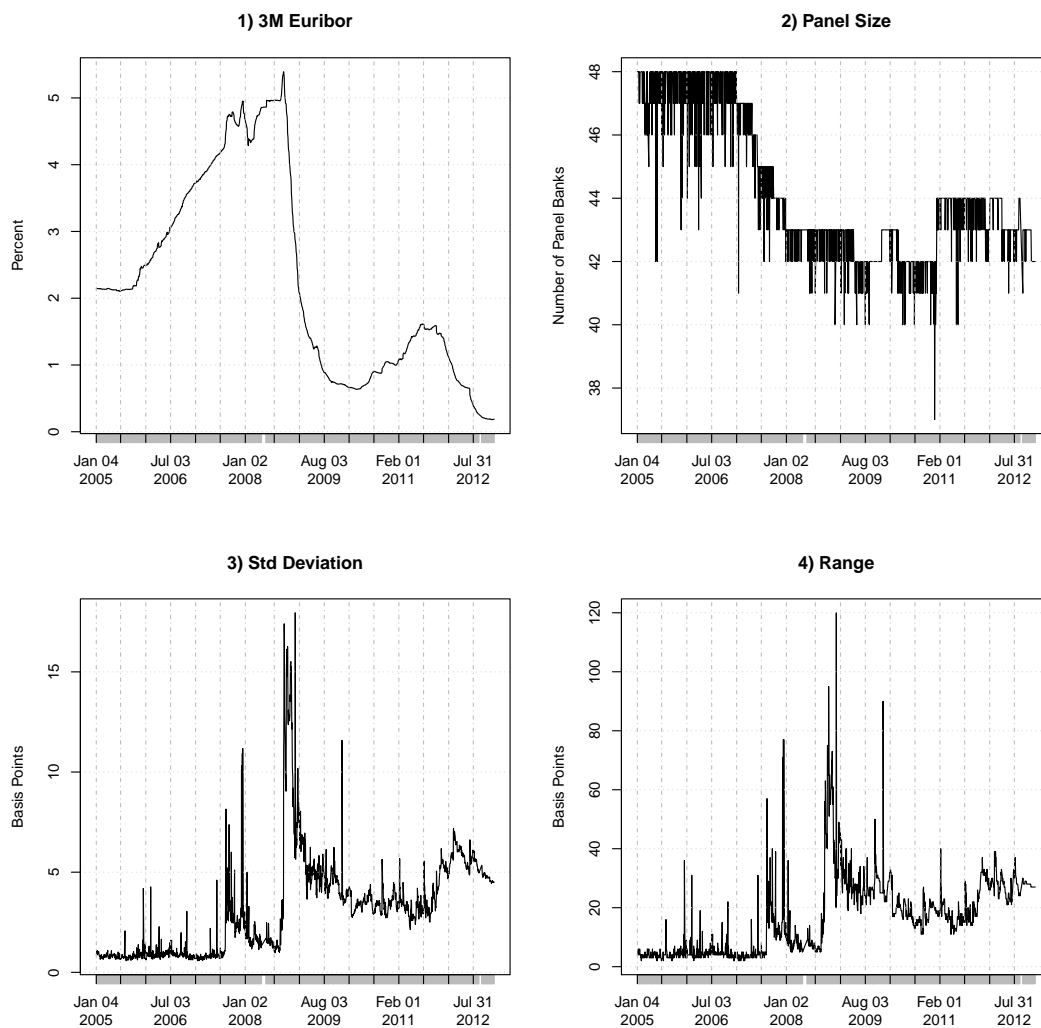 1) 3M Euribor
Percent
0 1 2 3 4 5
Jan 04 2005
Jul 03 2006
Jan 02 2008
Aug 03 2009
Feb 01 2011
Jul 31 2012
2) Panel Size
Number of Panel Banks
38 40 42 44 46 48
Jan 04 2005
Jul 03 2006
Jan 02 2008
Aug 03 2009
Feb 01 2011
Jul 31 2012
3) Std Deviation
Basis Points
0 5 10 15
Jan 04 2005
Jul 03 2006
Jan 02 2008
Aug 03 2009
Feb 01 2011
Jul 31 2012
4) Range
Basis Points
0 20 40 60 80 100 120
Jan 04 2005
Jul 03 2006
Jan 02 2008
Aug 03 2009
Feb 01 2011
Jul 31 2012